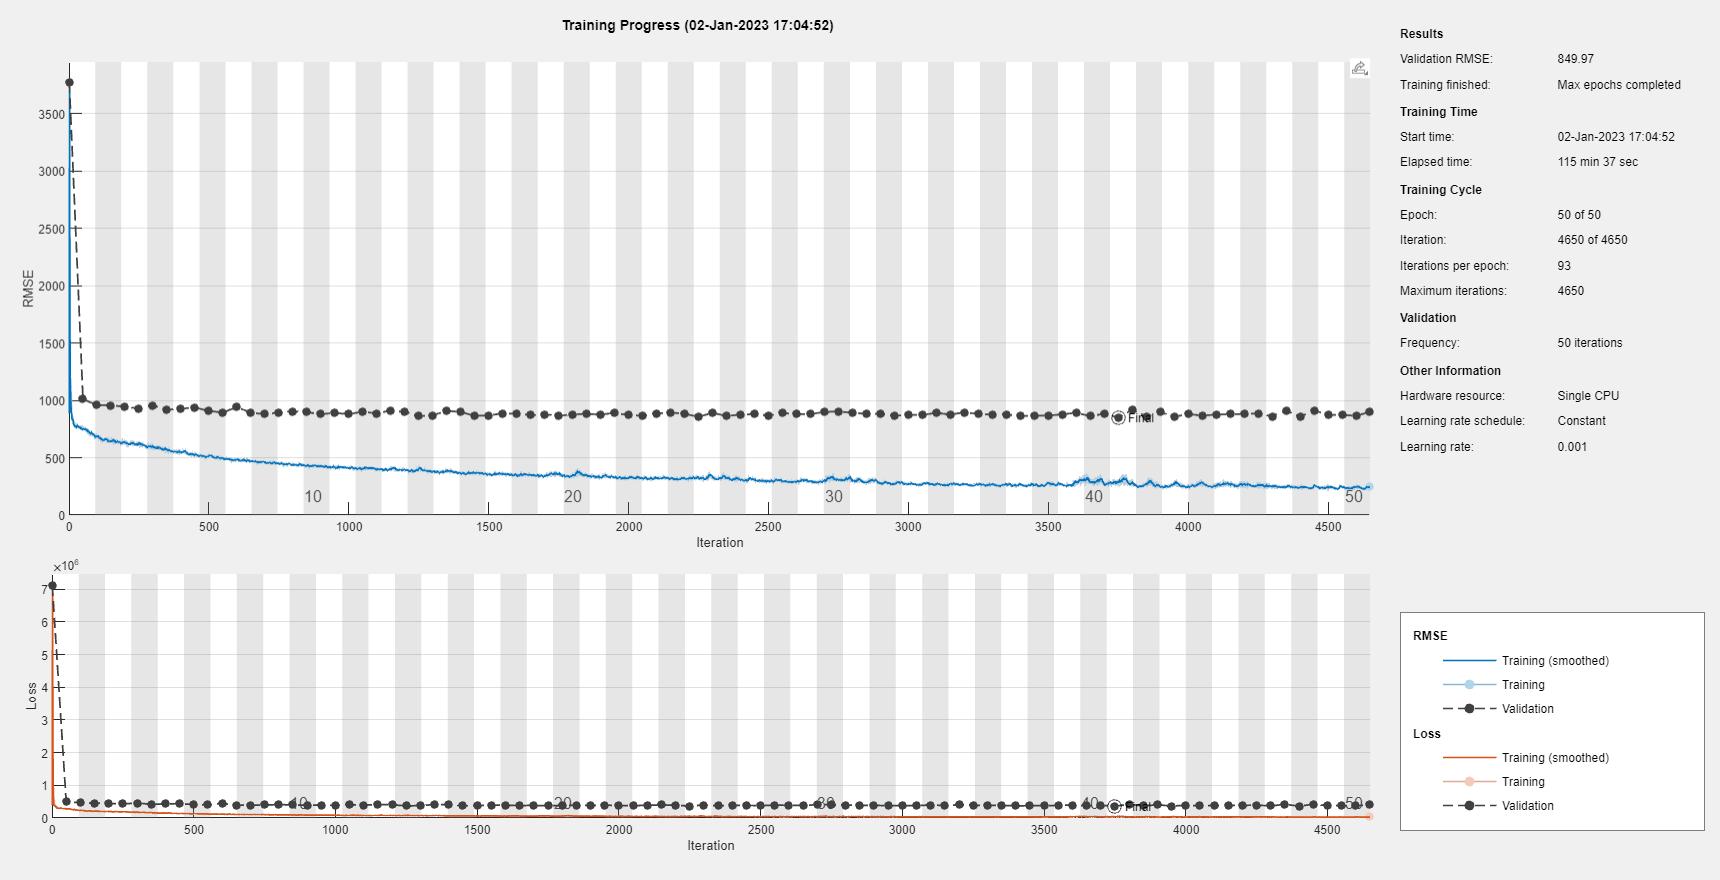 Training Progress (02-Jan-2023 17:04:52)
3500
3000
2500
2000
1500
1000
500
0
RMSE
Final
10
20
30
40
50
0
500
1000
1500
2000
2500
3000
3500
4000
4500
Iteration
×10⁶
7
6
5
4
3
2
1
0
Loss
Final
10
20
30
40
50
0
500
1000
1500
2000
2500
3000
3500
4000
4500
Iteration
Results
Validation RMSE: 849.97
Training finished: Max epochs completed
Training Time
Start time: 02-Jan-2023 17:04:52
Elapsed time: 115 min 37 sec
Training Cycle
Epoch: 50 of 50
Iteration: 4650 of 4650
Iterations per epoch: 93
Maximum iterations: 4650
Validation
Frequency: 50 iterations
Other Information
Hardware resource: Single CPU
Learning rate schedule: Constant
Learning rate: 0.001
RMSE
Training (smoothed)
Training
Validation
Loss
Training (smoothed)
Training
Validation